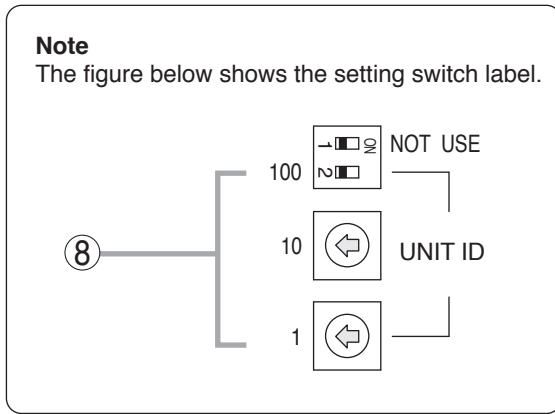 Note
The figure below shows the setting switch label.
1 ON NOT USE
100 2
8 10 UNIT ID
1